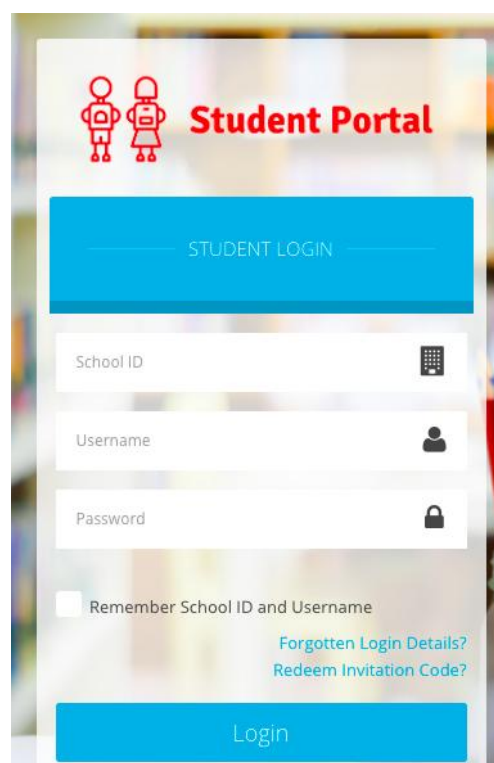 Student Portal
STUDENT LOGIN
School ID
Username
Password
Remember School ID and Username
Forgotten Login Details?
Redeem Invitation Code?
Login